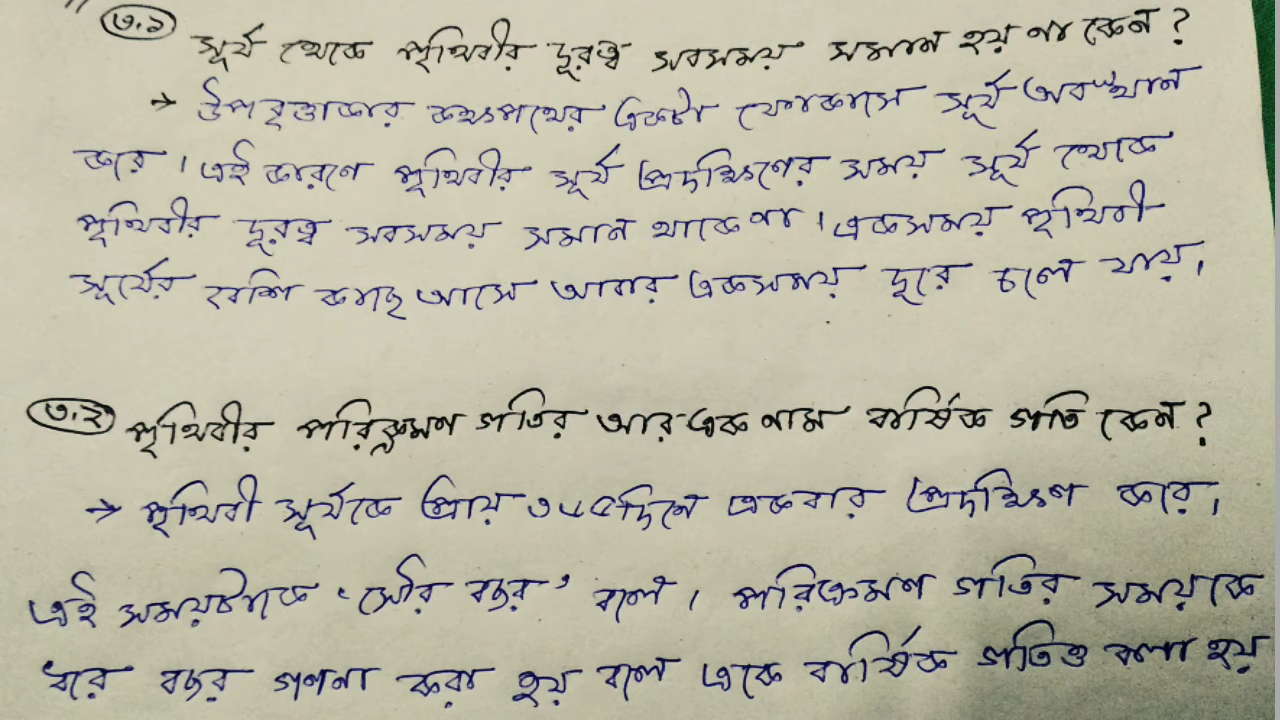 ৩.১ সূর্য থেকে পৃথিবীর দূরত্ব সবসময় সমান হয় না কেন?
→ উপবৃত্তাকার কক্ষপথের একটা ফোকাসে সূর্য অবস্থান
করে। এই কারণে পৃথিবীর সূর্য প্রদক্ষিণের সময় সূর্য থেকে
পৃথিবীর দূরত্ব সবসময় সমান থাকে না। একসময় পৃথিবী
সূর্যের বেশি কাছে আসে আবার একসময় দূরে চলে যায়।
৩.২ পৃথিবীর পরিক্রমণ গতির আর এক নাম বার্ষিক গতি কেন?
→ পৃথিবী সূর্যকে প্রায় ৩৬৫দিনে একবার প্রদক্ষিণ করে।
এই সময়টাকে 'সৌর বছর' বলে। পরিক্রমণ গতির সময়কে
ধরে বছর গণনা করা হয় বলে একে বার্ষিক গতিও বলা হয়